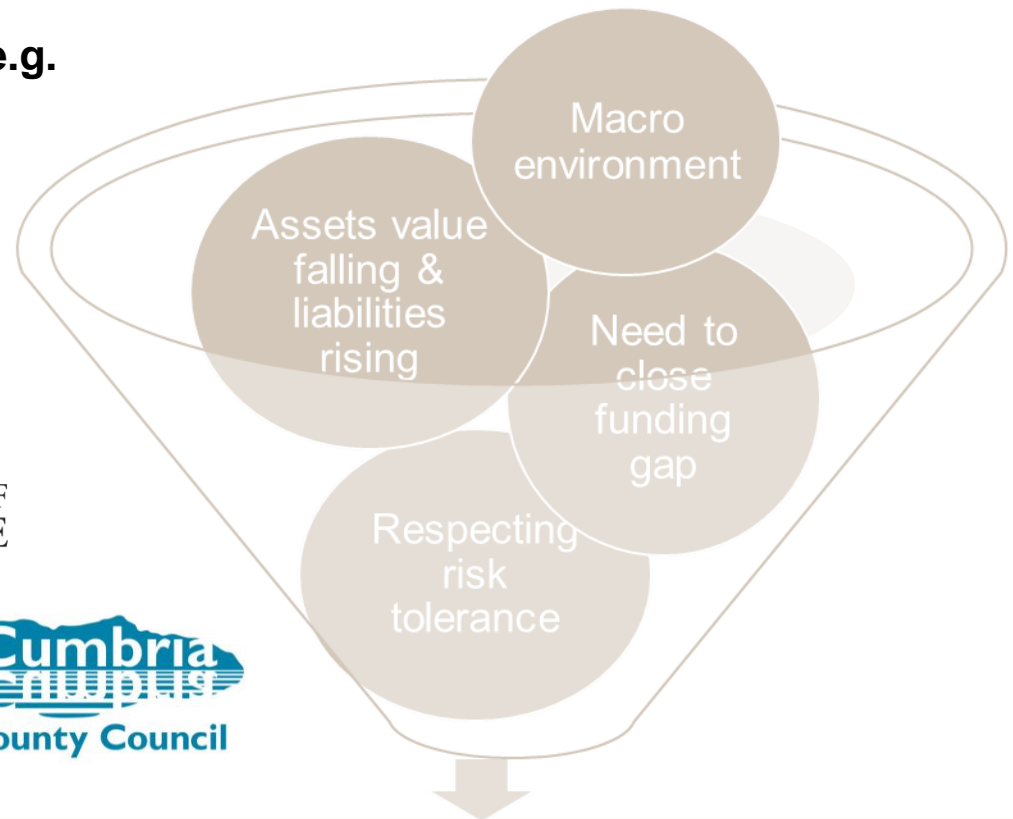 e.g.
Macro
environment
Assets value
falling &
liabilities
rising
Need to
close
funding
gap
Respecting
risk
tolerance
F
E
Cumbria
ounty Council